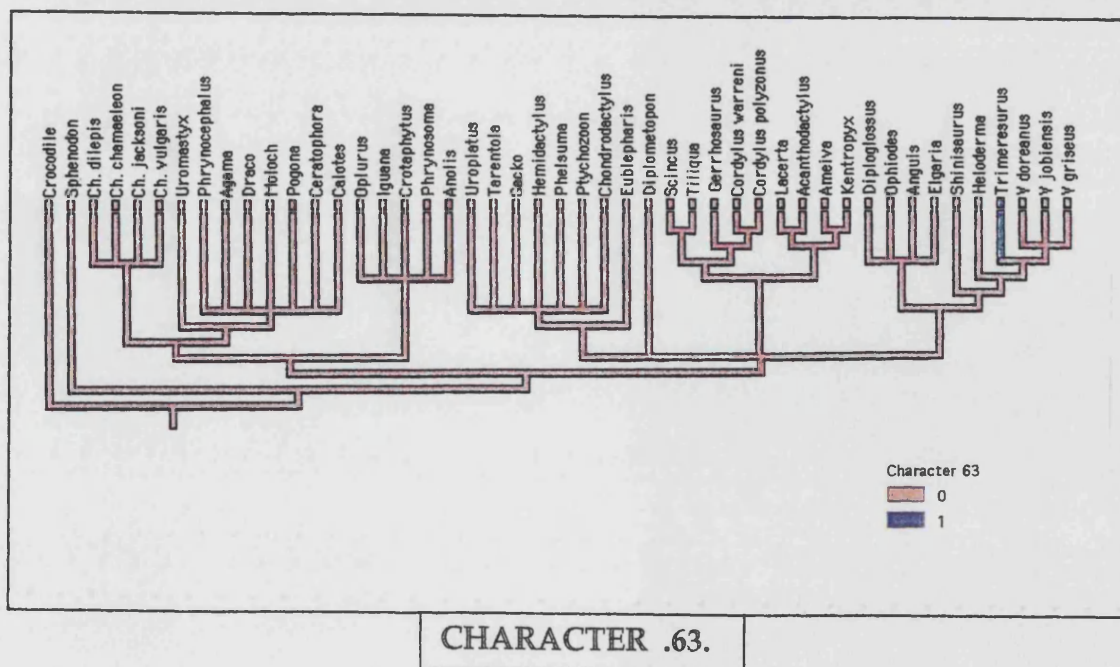 Crocodile
Sphenodon
Ch. dilepis
Ch. chamaeleon
Ch. jacksoni
Ch. vulgaris
Uromastyx
Phrynocephalus
Agama
Draco
Moloch
Pogona
Ceratophora
Calotes
Oplurus
Iguana
Crotaphytus
Phrynosoma
Anolis
Uroplatus
Tarentola
Gecko
Hemidactylus
Phelsuma
Ptychozoon
Chondrodactylus
Eublepharis
Diplometopon
Scincus
Tiliqua
Gerrhosaurus
Cordylus warreni
Cordylus polyzonus
Lacerta
Acanthodactylus
Ameiva
Kentropyx
Diploglossus
Ophiodes
Anguis
Elgaria
Shinisaurus
Heloderma
Trimeresurus
V doreanus
V jobiensis
V griseus
Character 63
0
1
CHARACTER .63.